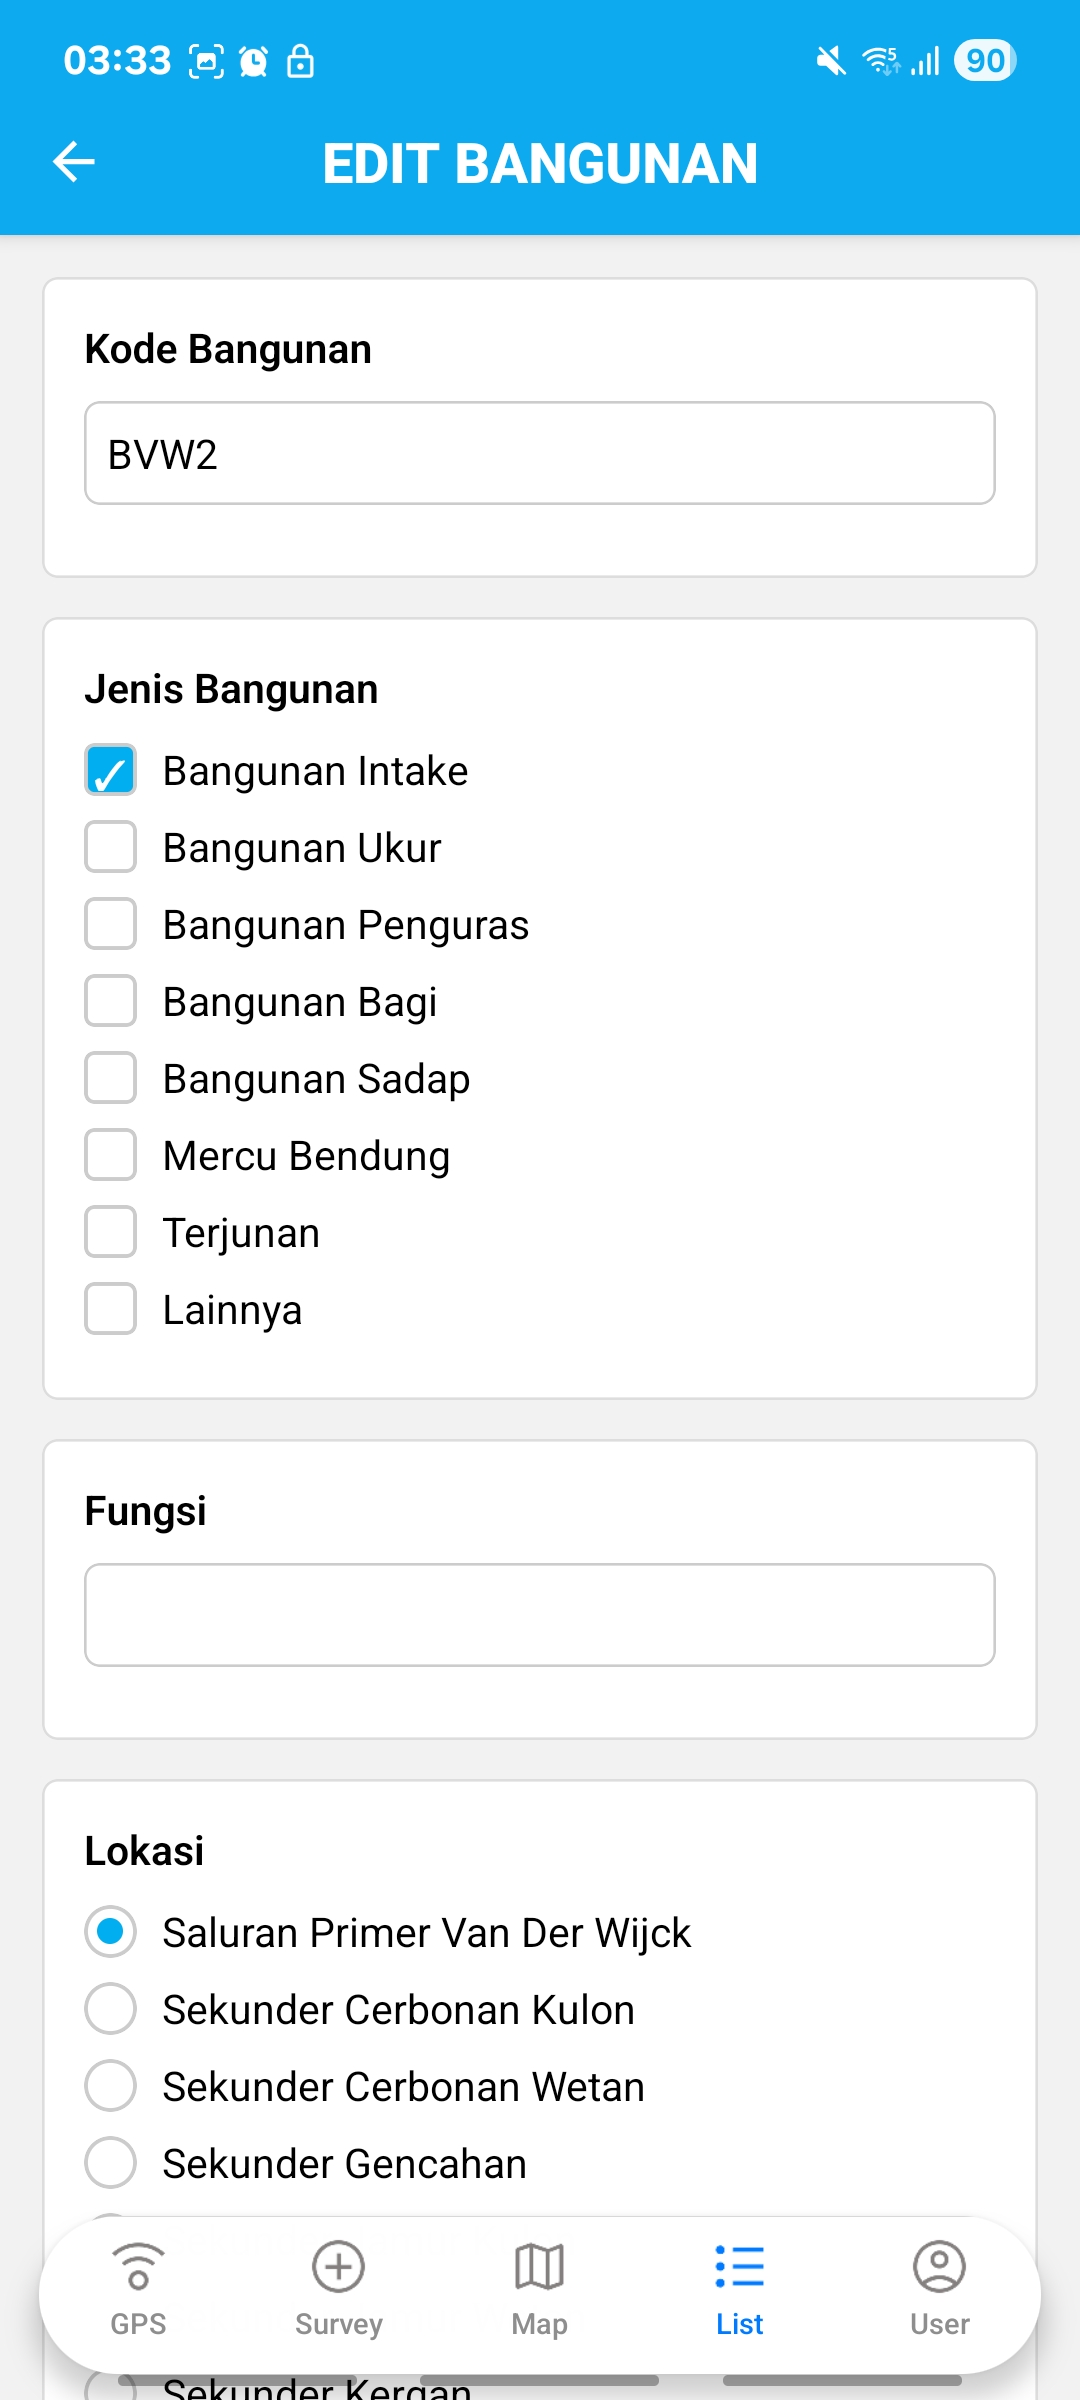 03:33
5
90
EDIT BANGUNAN
Kode Bangunan
BVW2
Jenis Bangunan
Bangunan Intake
Bangunan Ukur
Bangunan Penguras
Bangunan Bagi
Bangunan Sadap
Mercu Bendung
Terjunan
Lainnya
Fungsi
Lokasi
Saluran Primer Van Der Wijck
Sekunder Cerbonan Kulon
Sekunder Cerbonan Wetan
Sekunder Gencahan
GPS
Survey
Map
List
User
Sekunder Kergan